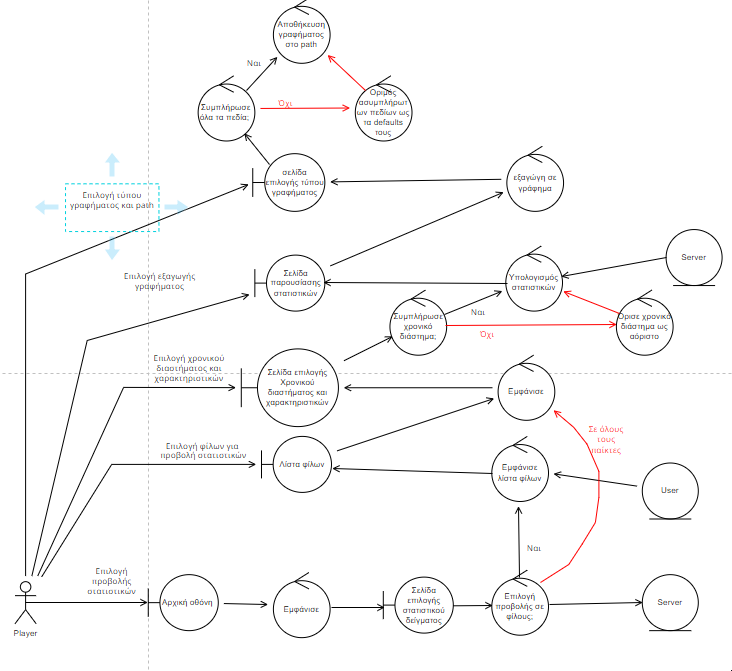 Αποθήκευση
γραφήματος
στο path
Ναι
Συμπλήρωσε
όλα τα πεδία;
Όχι
Ορισμός
ασυμπλήρωτ
ων πεδίων ως
τα defaults
τους
σελίδα
επιλογής τύπου
γραφήματος
εξαγώγη σε
γράφημα
Επιλογή τύπου
γραφήματος και path
Επιλογή εξαγωγής
γραφήματος
Σελίδα
παρουσίασης
στατιστικών
Υπολογισμός
στατιστικών
Server
Συμπλήρωσε
χρονικό
διάστημα;
Ναι
Όχι
Όρισε χρονικό
διάστημα ως
αόριστο
Επιλογή χρονικού
διαστήματος και
χαρακτηριστικών
Σελίδα επιλογής
Χρονικού
διαστήματος και
χαρακτηριστικών
Εμφάνισε
Σε όλους
τους
παίκτες
Επιλογή φίλων για
προβολή στατιστικών
Λίστα φίλων
Εμφάνισε
λίστα φίλων
User
Ναι
Επιλογή
προβολής
στατιστικών
Player
Αρχική οθόνη
Εμφάνισε
Σελίδα
επιλογής
στατιστικού
δείγματος
Επιλογή
προβολής σε
φίλους;
Server